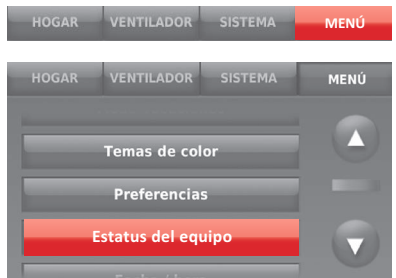 HOGAR VENTILADOR SISTEMA MENÚ
HOGAR VENTILADOR SISTEMA MENÚ
Temas de color
Preferencias
Estatus del equipo